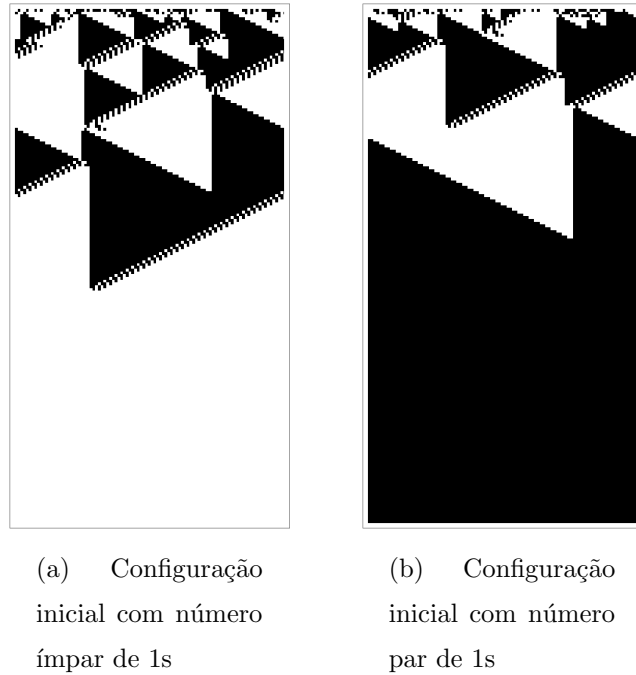 (a) Configuração
inicial com número
ímpar de 1s
(b) Configuração
inicial com número
par de 1s